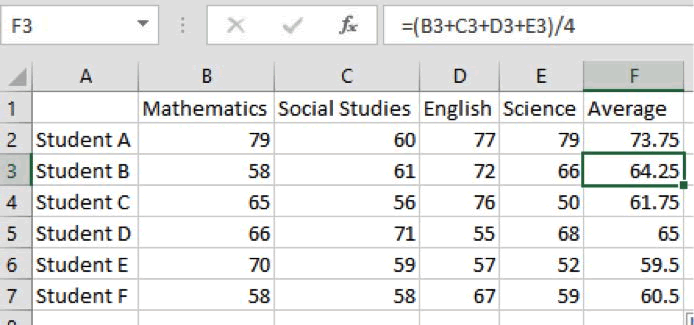 F3 fx =(B3+C3+D3+E3)/4
A B C D E F
1 Mathematics Social Studies English Science Average
2 Student A 79 60 77 79 73.75
3 Student B 58 61 72 66 64.25
4 Student C 65 56 76 50 61.75
5 Student D 66 71 55 68 65
6 Student E 70 59 57 52 59.5
7 Student F 58 58 67 59 60.5